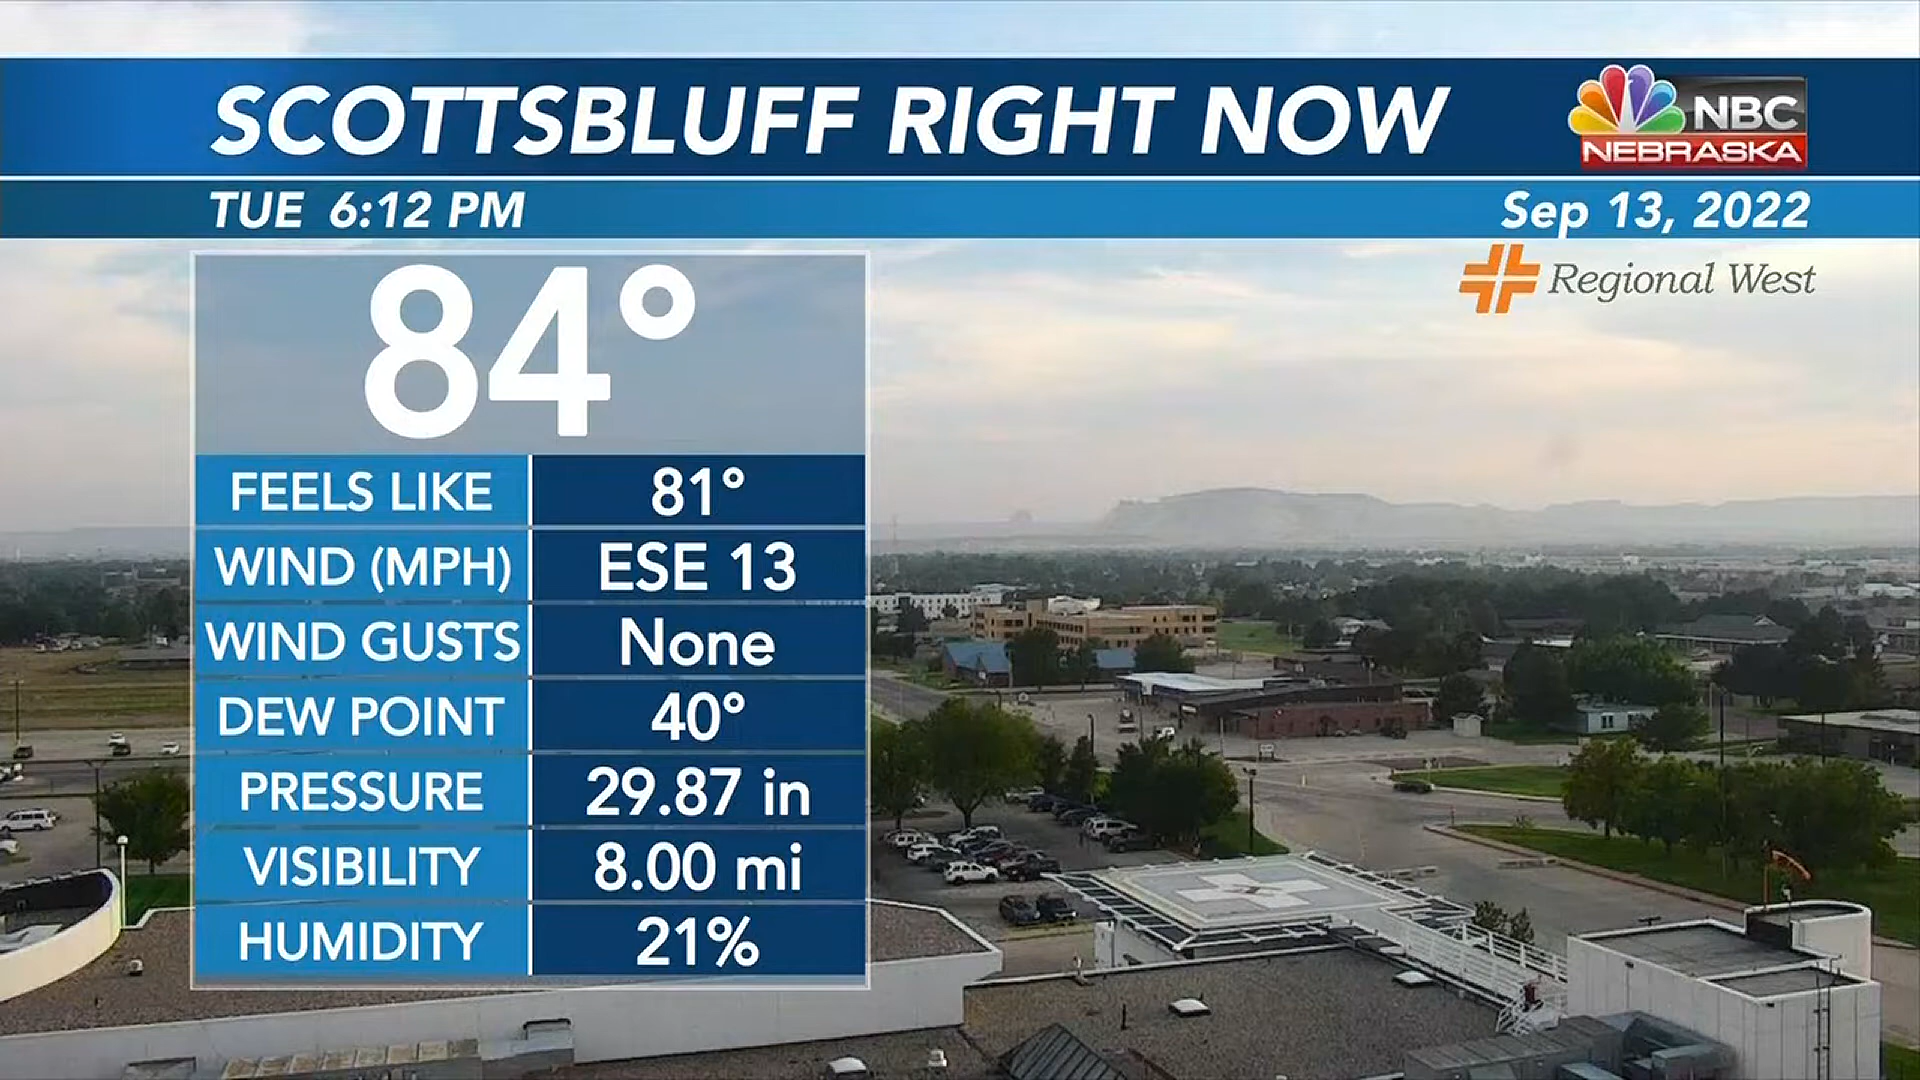 SCOTTSBLUFF RIGHT NOW
NBC
NEBRASKA
TUE 6:12 PM
Sep 13, 2022
Regional West
84°
FEELS LIKE 81°
WIND (MPH) ESE 13
WIND GUSTS None
DEW POINT 40°
PRESSURE 29.87 in
VISIBILITY 8.00 mi
HUMIDITY 21%